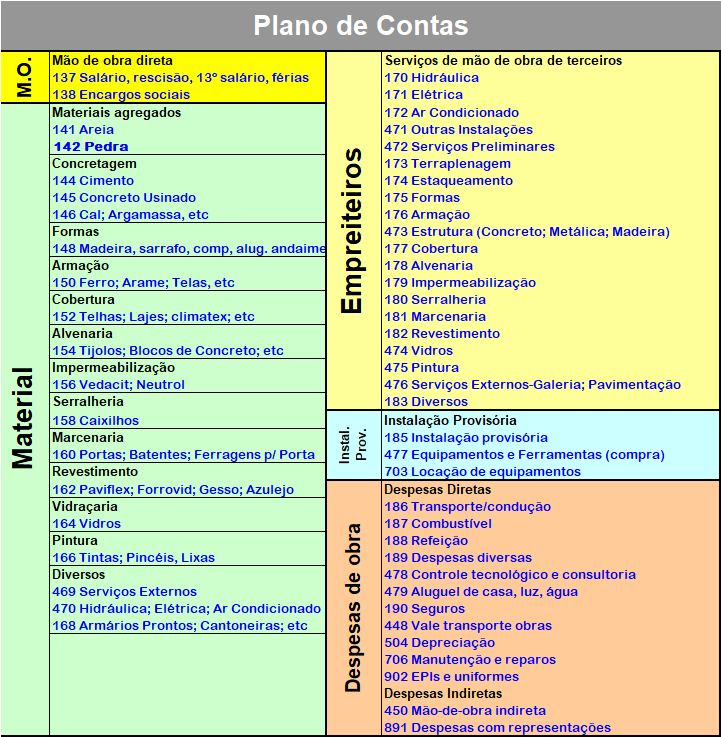 Plano de Contas
M.O.
Mão de obra direta
137 Salário, rescisão, 13º salário, férias
138 Encargos sociais
Material
Materiais agregados
141 Areia
142 Pedra
Concretagem
144 Cimento
145 Concreto Usinado
146 Cal; Argamassa, etc
Formas
148 Madeira, sarrafo, comp, alug. andaime
Armação
150 Ferro; Arame; Telas, etc
Cobertura
152 Telhas; Lajes; climatex; etc
Alvenaria
154 Tijolos; Blocos de Concreto; etc
Impermeabilização
156 Vedacit; Neutrol
Serralheria
158 Caixilhos
Marcenaria
160 Portas; Batentes; Ferragens p/ Porta
Revestimento
162 Paviflex; Forrovid; Gesso; Azulejo
Vidraçaria
164 Vidros
Pintura
166 Tintas; Pincéis, Lixas
Diversos
469 Serviços Externos
470 Hidráulica; Elétrica; Ar Condicionado
168 Armários Prontos; Cantoneiras; etc
Empreiteiros
Serviços de mão de obra de terceiros
170 Hidráulica
171 Elétrica
172 Ar Condicionado
471 Outras Instalações
472 Serviços Preliminares
173 Terraplenagem
174 Estaqueamento
175 Formas
176 Armação
473 Estrutura (Concreto; Metálica; Madeira)
177 Cobertura
178 Alvenaria
179 Impermeabilização
180 Serralheria
181 Marcenaria
182 Revestimento
474 Vidros
475 Pintura
476 Serviços Externos-Galeria; Pavimentação
183 Diversos
Instal.
Prov.
Instalação Provisória
185 Instalação provisória
477 Equipamentos e Ferramentas (compra)
703 Locação de equipamentos
Despesas de obra
Despesas Diretas
186 Transporte/condução
187 Combustível
188 Refeição
189 Despesas diversas
478 Controle tecnológico e consultoria
479 Aluguel de casa, luz, água
190 Seguros
448 Vale transporte obras
504 Depreciação
706 Manutenção e reparos
902 EPIs e uniformes
Despesas Indiretas
450 Mão-de-obra indireta
891 Despesas com representações